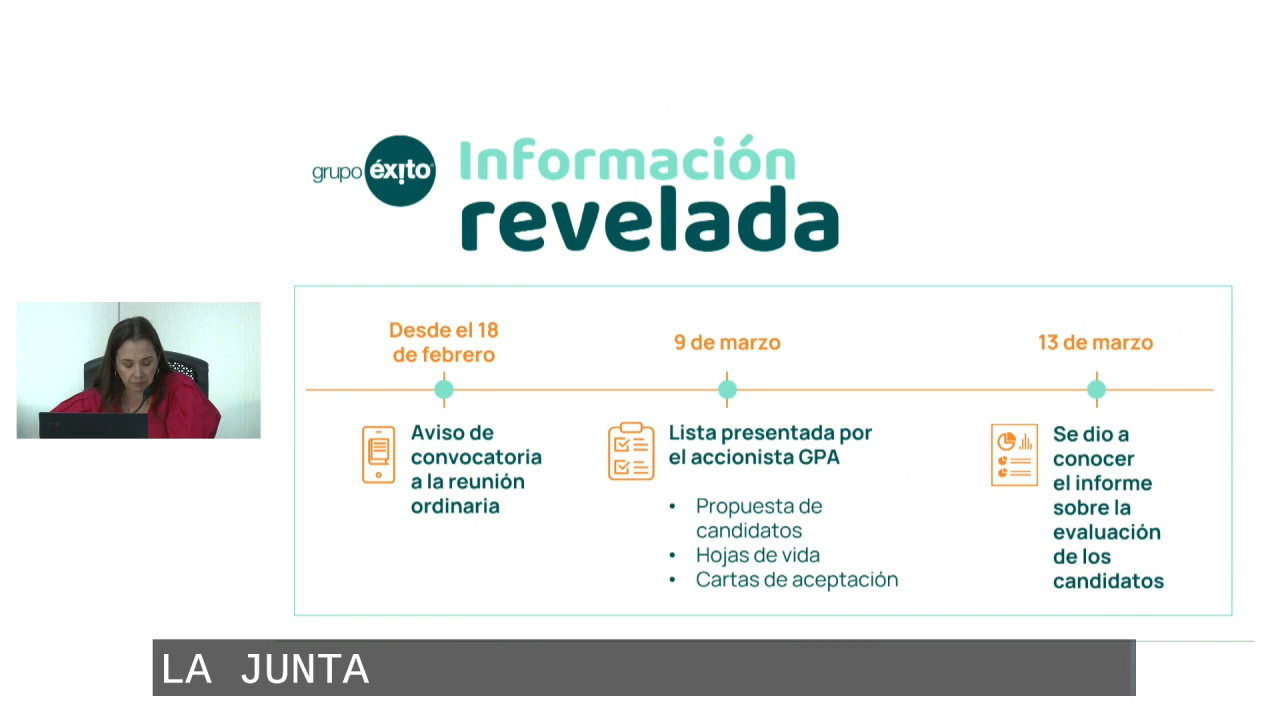 grupo éxito
Información
revelada
Desde el 18
de febrero
9 de marzo
13 de marzo
Aviso de
convocatoria
a la reunión
ordinaria
Lista presentada por
el accionista GPA
• Propuesta de
candidatos
• Hojas de vida
• Cartas de aceptación
Se dio a
conocer
el informe
sobre la
evaluación
de los
candidatos
LA JUNTA